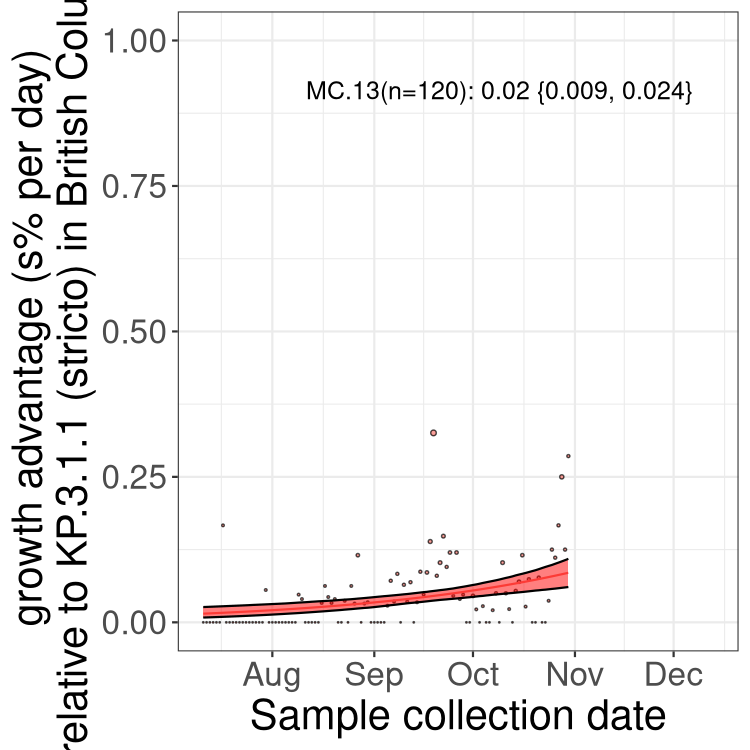 growth advantage (s% per day)
relative to KP.3.1.1 (stricto) in British Colu
1.00
0.75
0.50
0.25
0.00
MC.13(n=120): 0.02 {0.009, 0.024}
Aug Sep Oct Nov Dec
Sample collection date